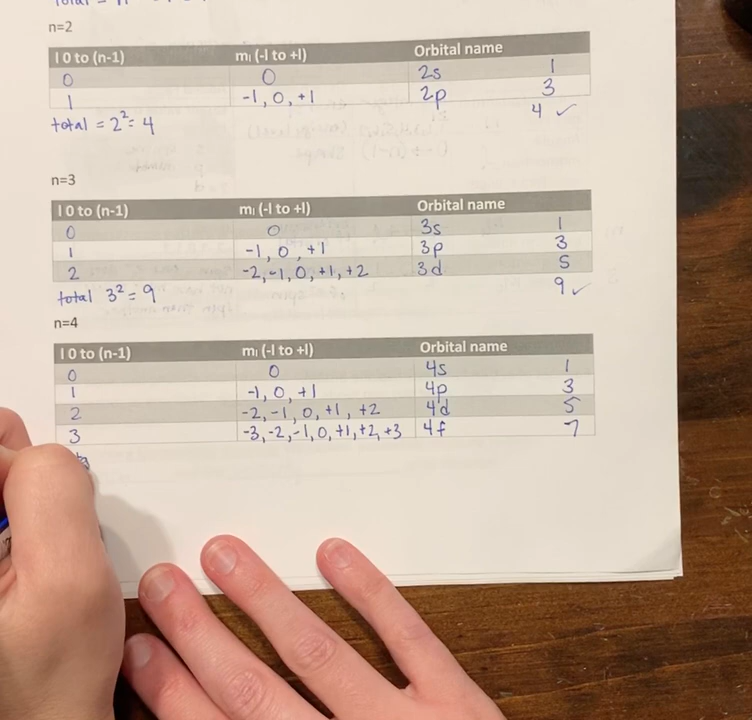 n=2
l 0 to (n-1) mₗ (-l to +l) Orbital name
0 0 2s 1
1 -1, 0, +1 2p 3
total = 2² = 4 4 ✓
n=3
l 0 to (n-1) mₗ (-l to +l) Orbital name
0 0 3s 1
1 -1, 0, +1 3p 3
2 -2, -1, 0, +1, +2 3d 5
total 3² = 9 9 ✓
n=4
l 0 to (n-1) mₗ (-l to +l) Orbital name
0 0 4s 1
1 -1, 0, +1 4p 3
2 -2, -1, 0, +1, +2 4d 5
3 -3, -2, -1, 0, +1, +2, +3 4f 7